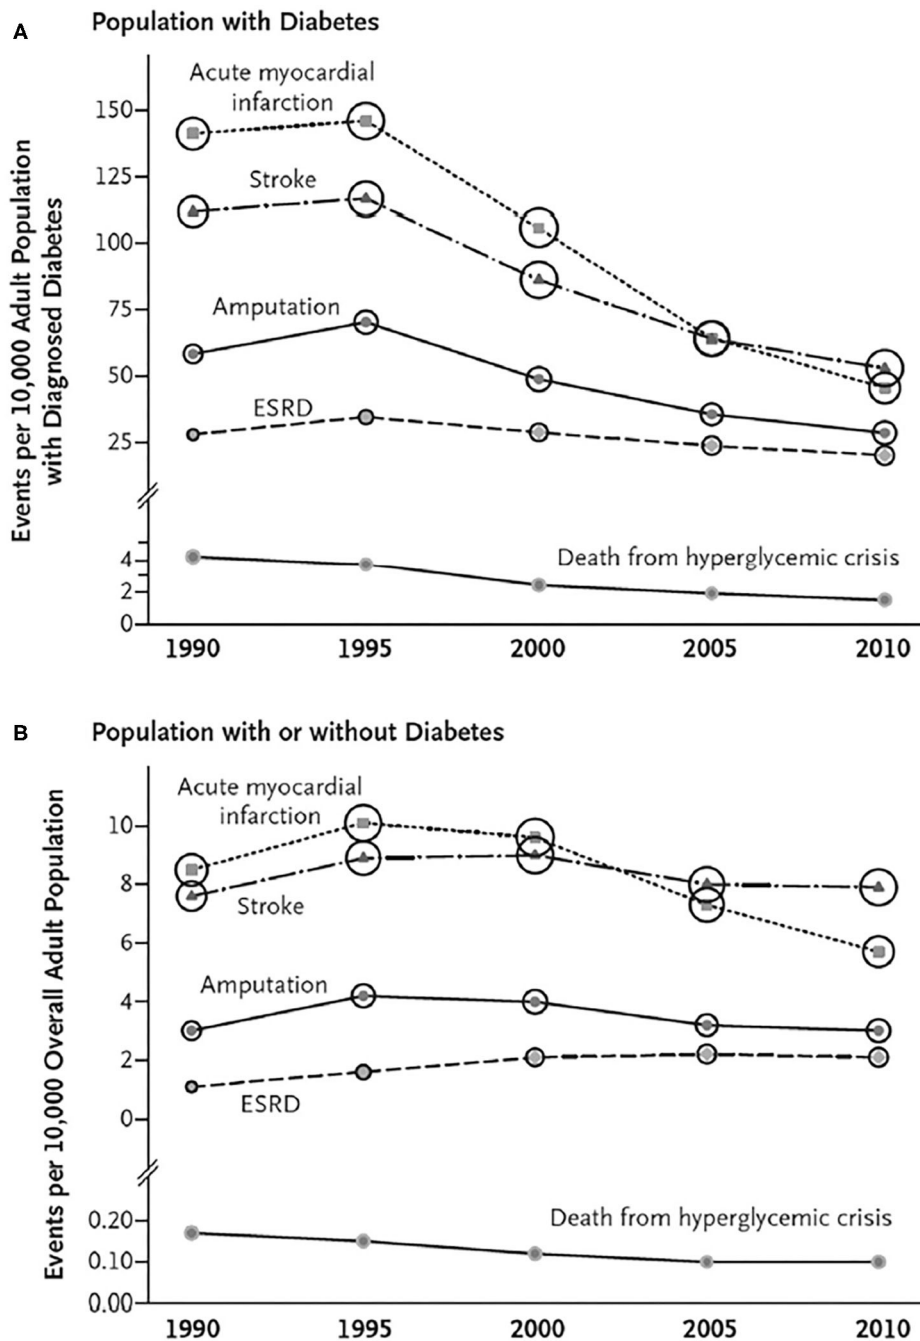 A
Population with Diabetes
Events per 10,000 Adult Population
with Diagnosed Diabetes
150
125
100
75
50
25
4
2
0
Acute myocardial
infarction
Stroke
Amputation
ESRD
Death from hyperglycemic crisis
1990 1995 2000 2005 2010
B
Population with or without Diabetes
Events per 10,000 Overall Adult Population
10
8
6
4
2
0
0.20
0.10
0.00
Acute myocardial
infarction
Stroke
Amputation
ESRD
Death from hyperglycemic crisis
1990 1995 2000 2005 2010